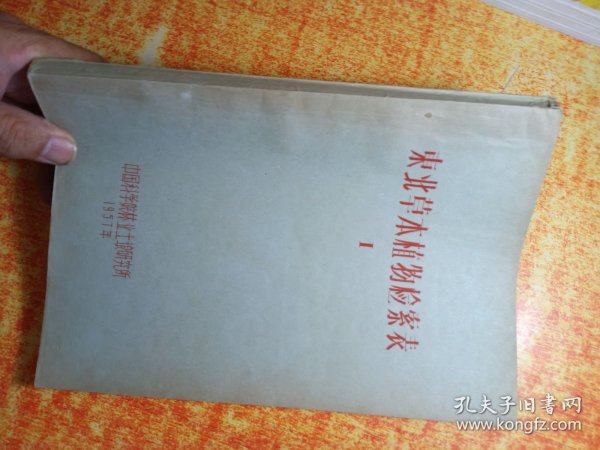 东北草本植物检索表
I
中国科学院林业土壤研究所
1957年
孔夫子旧书网
www.kongfz.com